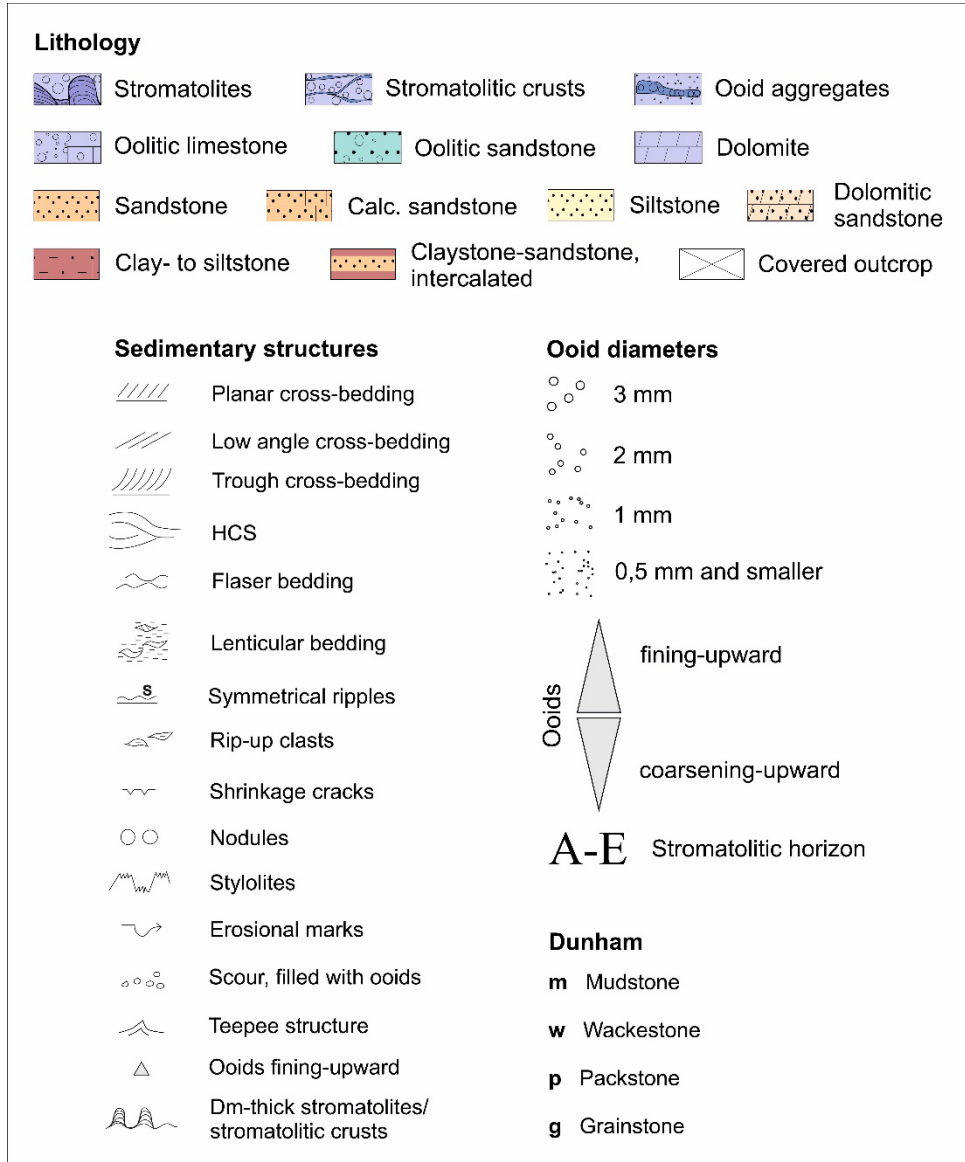 Lithology
Stromatolites
Stromatolitic crusts
Ooid aggregates
Oolitic limestone
Oolitic sandstone
Dolomite
Sandstone
Calc. sandstone
Siltstone
Dolomitic
sandstone
Clay- to siltstone
Claystone-sandstone,
intercalated
Covered outcrop
Sedimentary structures
Planar cross-bedding
Low angle cross-bedding
Trough cross-bedding
HCS
Flaser bedding
Lenticular bedding
s
Symmetrical ripples
Rip-up clasts
Shrinkage cracks
Nodules
Stylolites
Erosional marks
Scour, filled with ooids
Teepee structure
Ooids fining-upward
Dm-thick stromatolites/
stromatolitic crusts
Ooid diameters
3 mm
2 mm
1 mm
0,5 mm and smaller
Ooids
fining-upward
coarsening-upward
A-E Stromatolitic horizon
Dunham
m Mudstone
w Wackestone
p Packstone
g Grainstone